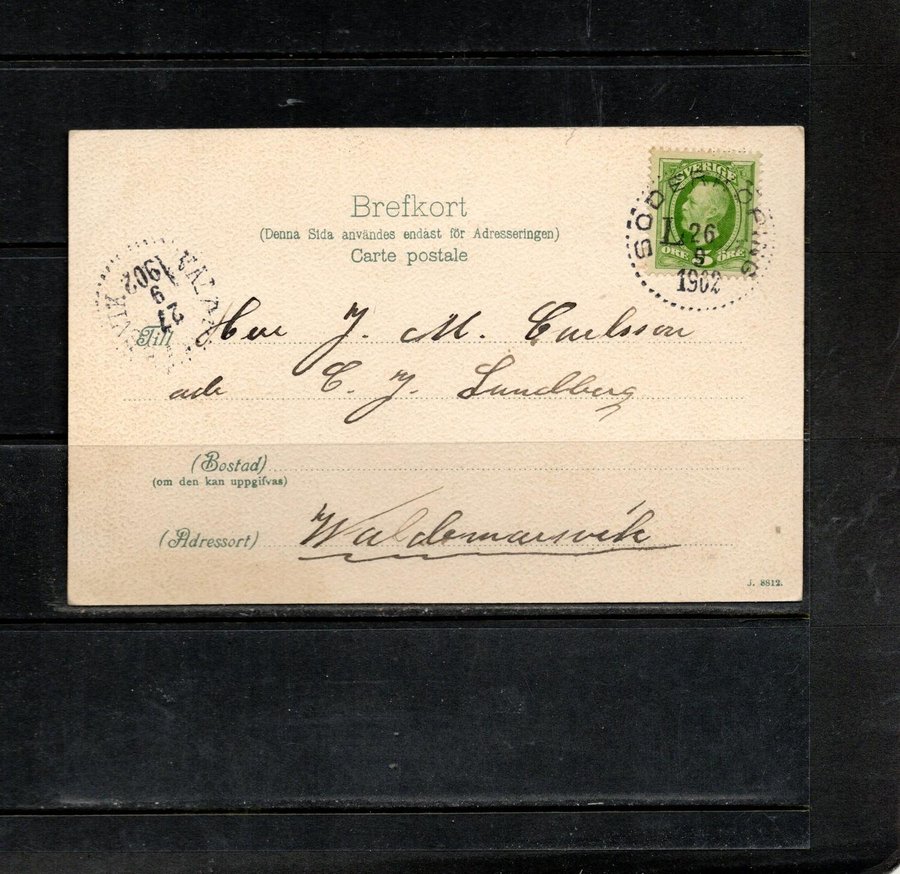 Brefkort
(Denna Sida användes endast för Adresseringen)
Carte postale
SVERIGE
5
ÖRE ÖRE
SÖDERKÖPING
L
26
9
1902
VALDEMARSVIK
27
9
1902
Till Herr J. M. Carlsson
adr C. J. Lundberg
(Bostad)
(om den kan uppgifvas)
(Adressort) Waldemarsvik
J. 8812.